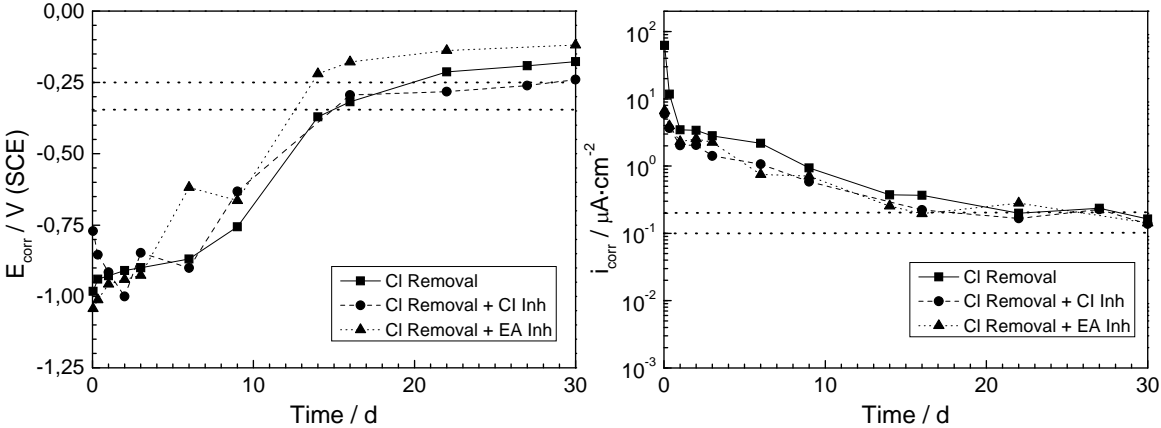 0,00
-0,25
-0,50
-0,75
-1,00
-1,25
E_corr / V (SCE)
0
10
20
30
Time / d
Cl Removal
Cl Removal + CI Inh
Cl Removal + EA Inh
10^2
10^1
10^0
10^-1
10^-2
10^-3
i_corr / µA·cm^-2
0
10
20
30
Time / d
Cl Removal
Cl Removal + CI Inh
Cl Removal + EA Inh